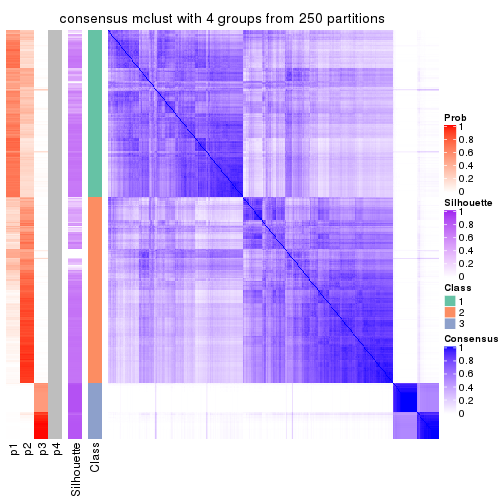 consensus mclust with 4 groups from 250 partitions
Prob
1
0.8
0.6
0.4
0.2
0
Silhouette
1
0.8
0.6
0.4
0.2
0
Class
1
2
3
Consensus
1
0.8
0.6
0.4
0.2
0
p1
p2
p3
p4
Silhouette
Class